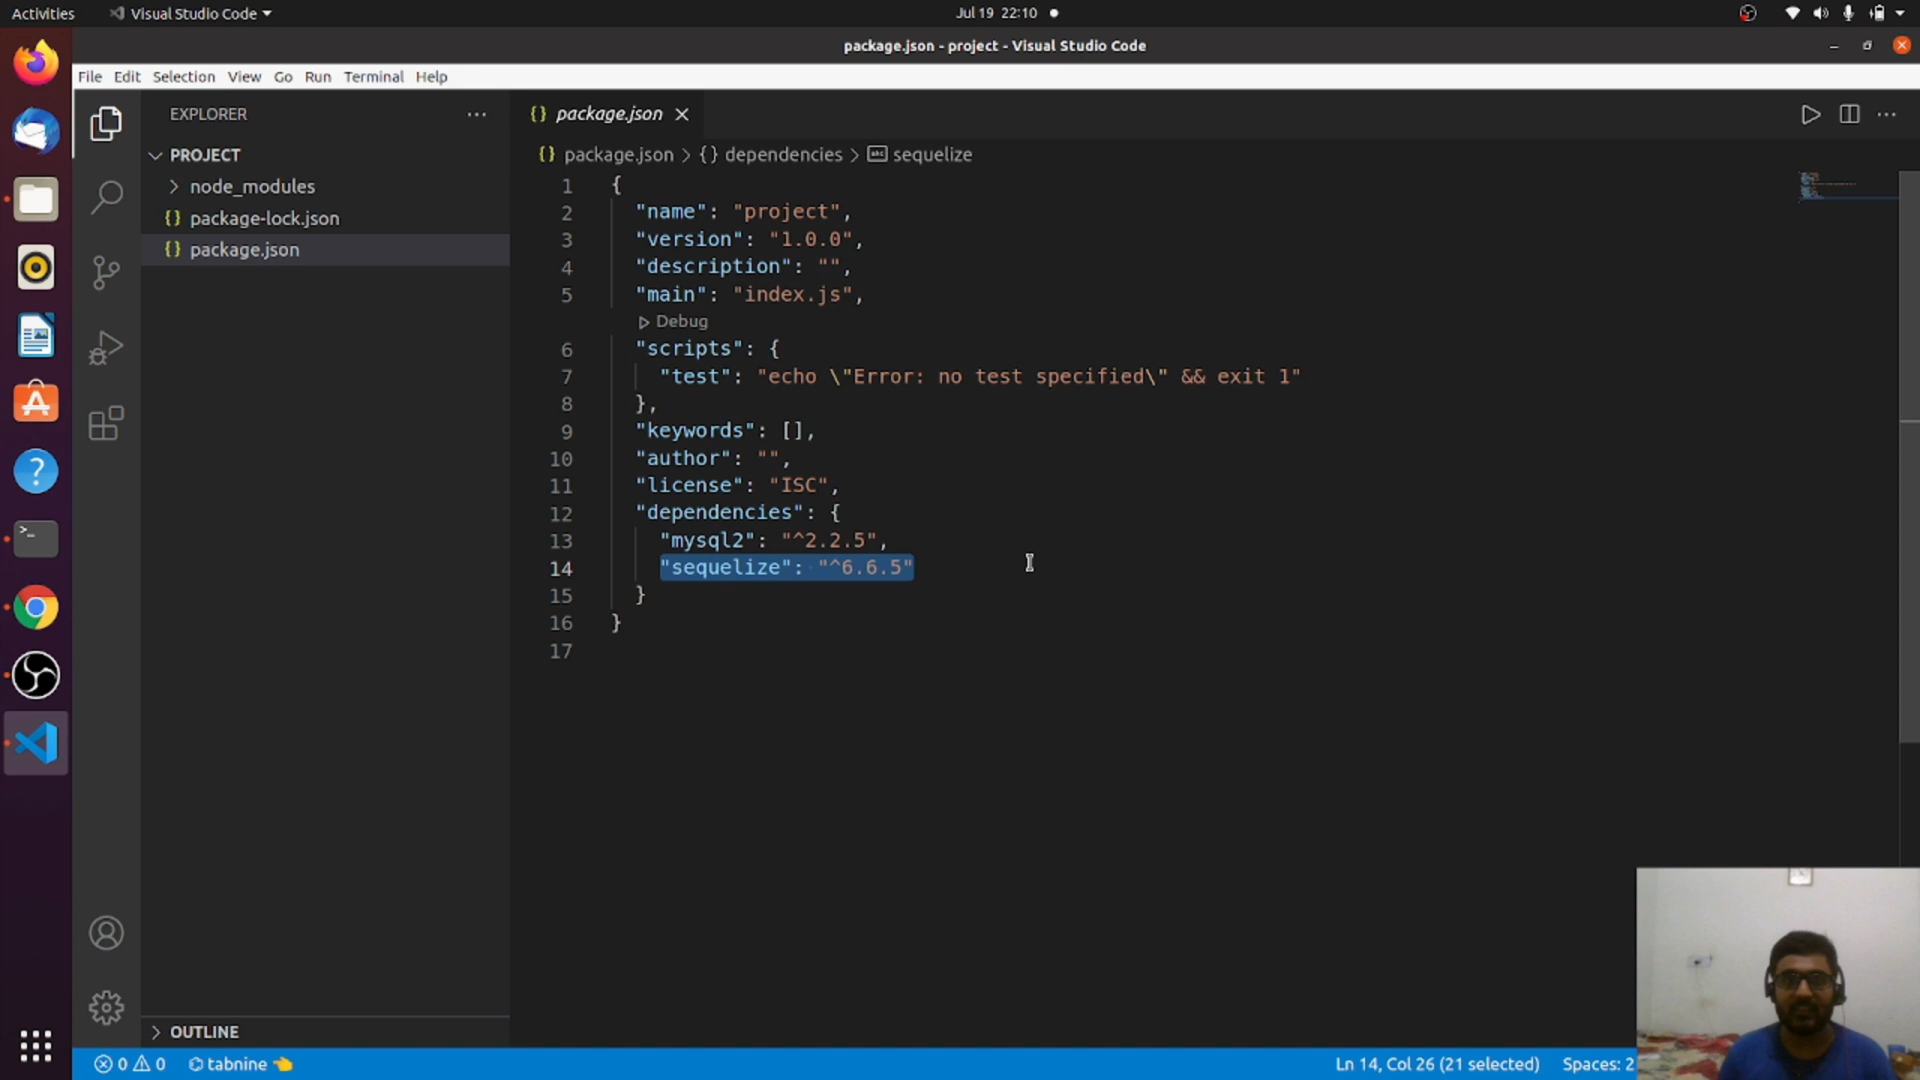 Activities
Visual Studio Code
Jul 19 22:10
package.json - project - Visual Studio Code
File Edit Selection View Go Run Terminal Help
EXPLORER
PROJECT
node_modules
{} package-lock.json
{} package.json
{} package.json
{} package.json > {} dependencies > abc sequelize
1 {
2 "name": "project",
3 "version": "1.0.0",
4 "description": "",
5 "main": "index.js",
Debug
6 "scripts": {
7 "test": "echo \"Error: no test specified\" && exit 1"
8 },
9 "keywords": [],
10 "author": "",
11 "license": "ISC",
12 "dependencies": {
13 "mysql2": "^2.2.5",
14 "sequelize": "^6.6.5"
15 }
16 }
17
OUTLINE
0 0 tabnine
Ln 14, Col 26 (21 selected) Spaces: 2